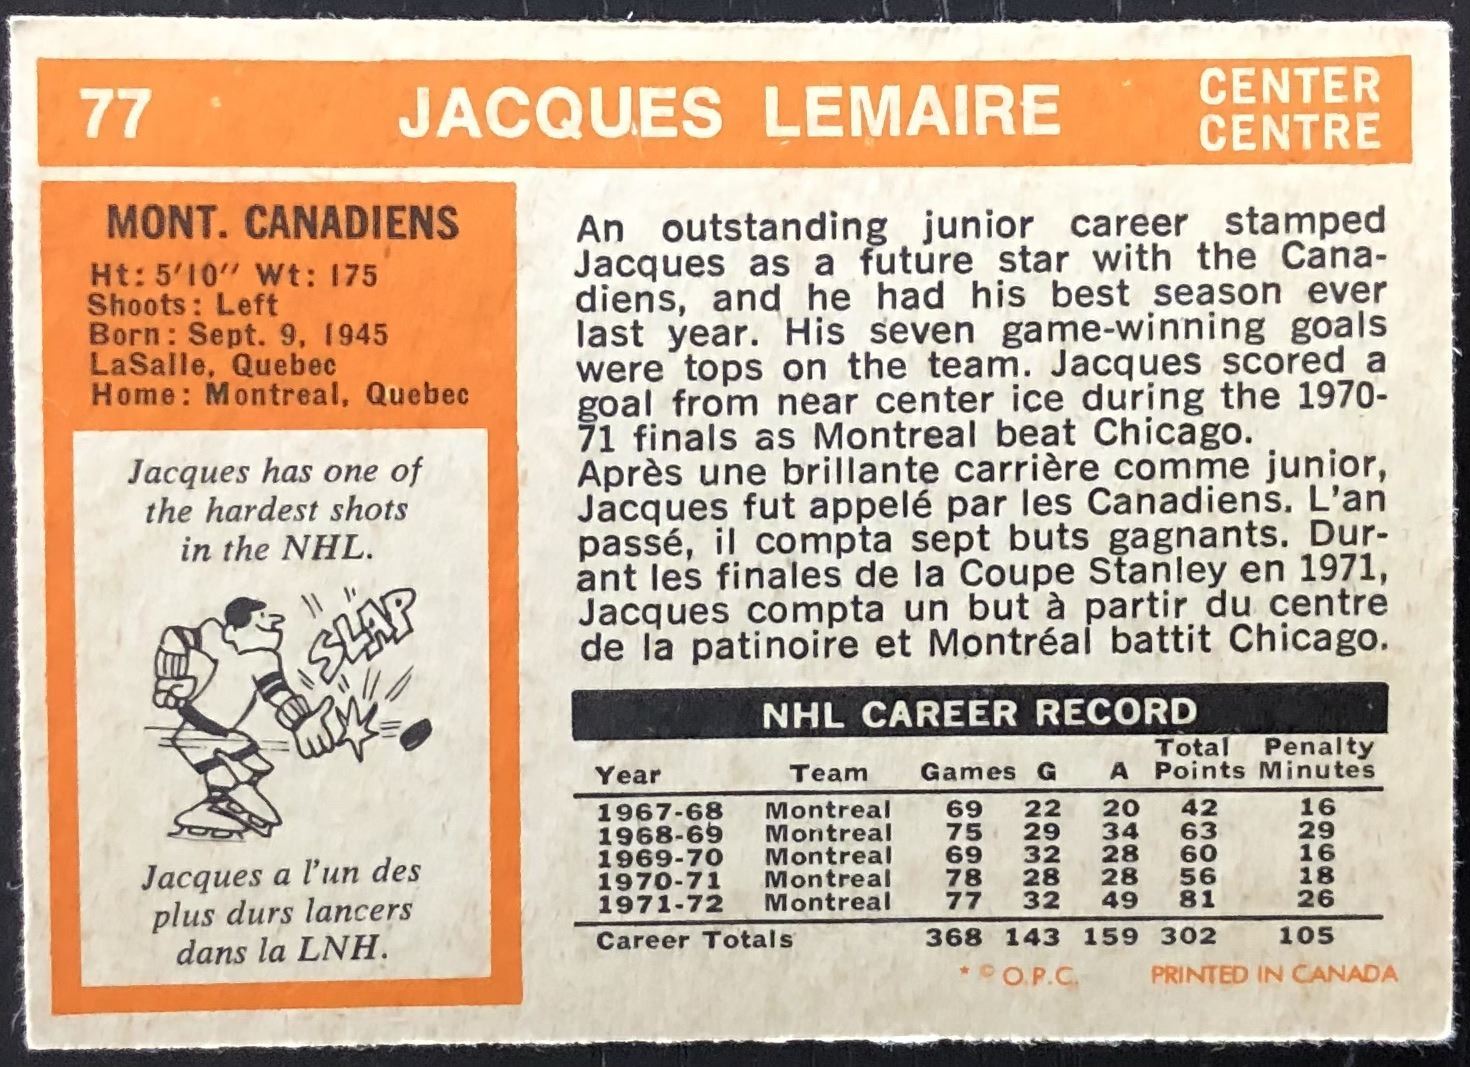 77 JACQUES LEMAIRE CENTER
CENTRE
MONT. CANADIENS
Ht: 5'10" Wt: 175
Shoots: Left
Born: Sept. 9, 1945
LaSalle, Quebec
Home: Montreal, Quebec
Jacques has one of
the hardest shots
in the NHL.
SLAP
Jacques a l'un des
plus durs lancers
dans la LNH.
An outstanding junior career stamped
Jacques as a future star with the Cana-
diens, and he had his best season ever
last year. His seven game-winning goals
were tops on the team. Jacques scored a
goal from near center ice during the 1970-
71 finals as Montreal beat Chicago.
Après une brillante carrière comme junior,
Jacques fut appelé par les Canadiens. L'an
passé, il compta sept buts gagnants. Dur-
ant les finales de la Coupe Stanley en 1971,
Jacques compta un but à partir du centre
de la patinoire et Montréal battit Chicago.
NHL CAREER RECORD
Total Penalty
Year Team Games G A Points Minutes
1967-68 Montreal 69 22 20 42 16
1968-69 Montreal 75 29 34 63 29
1969-70 Montreal 69 32 28 60 16
1970-71 Montreal 78 28 28 56 18
1971-72 Montreal 77 32 49 81 26
Career Totals 368 143 159 302 105
* © O.P.C. PRINTED IN CANADA